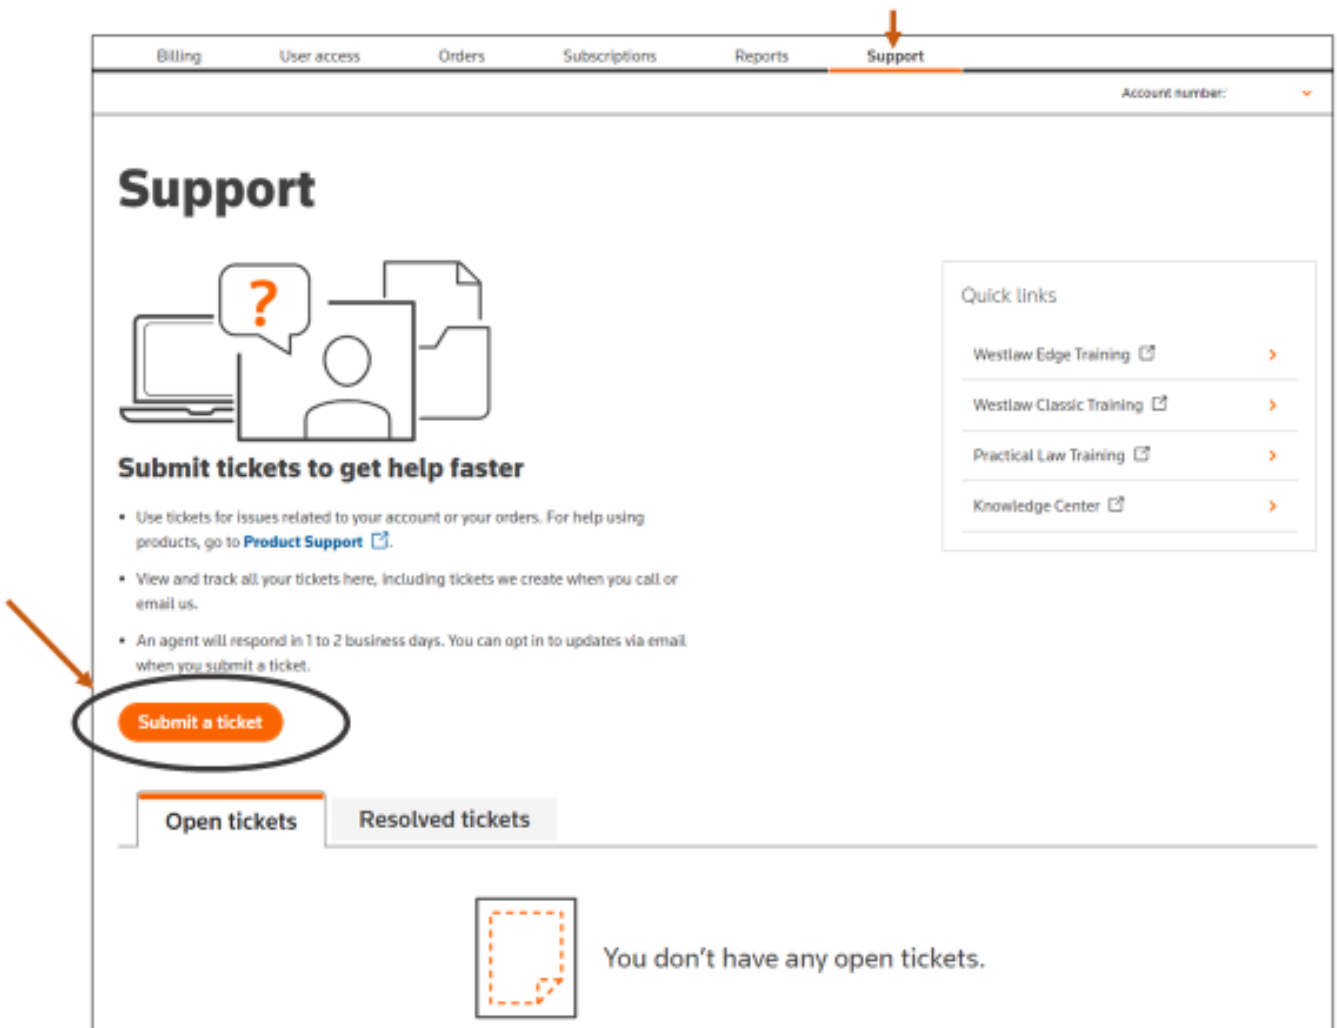 Billing User access Orders Subscriptions Reports Support
Account number:
Support
?
Quick links
Westlaw Edge Training
Westlaw Classic Training
Practical Law Training
Knowledge Center
Submit tickets to get help faster
• Use tickets for issues related to your account or your orders. For help using
products, go to Product Support .
• View and track all your tickets here, including tickets we create when you call or
email us.
• An agent will respond in 1 to 2 business days. You can opt in to updates via email
when you submit a ticket.
Submit a ticket
Open tickets Resolved tickets
You don't have any open tickets.